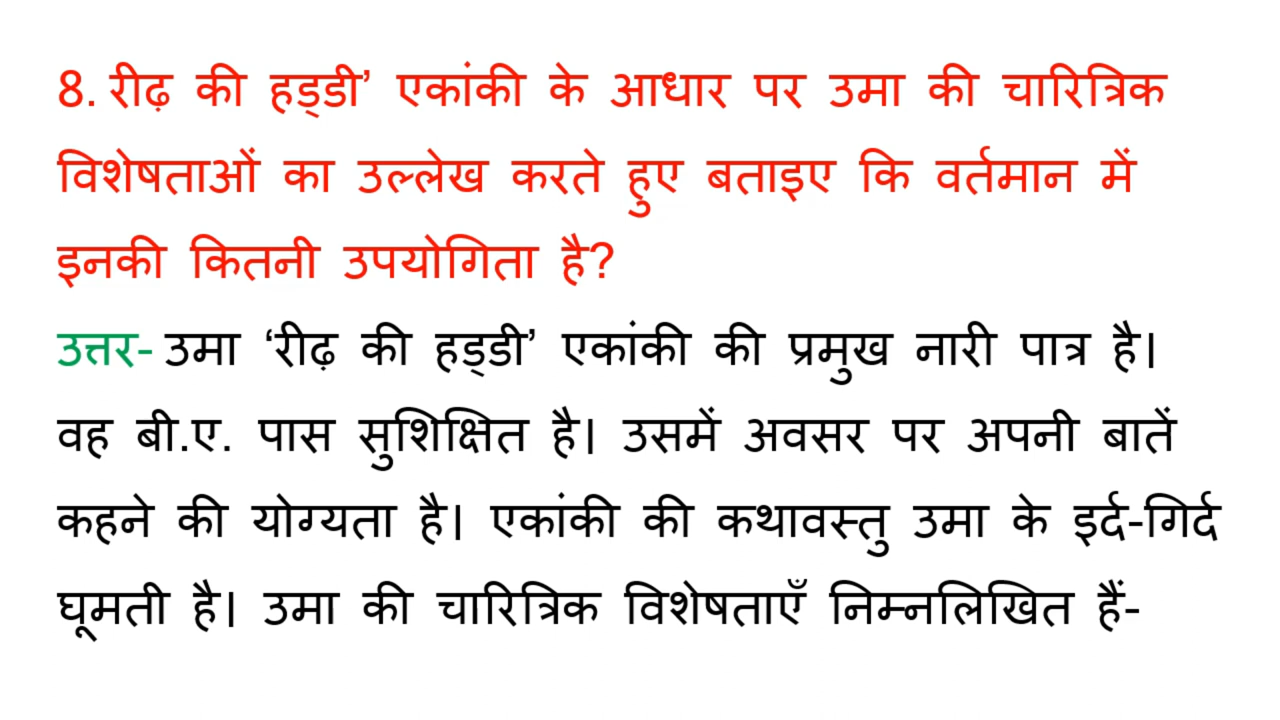 8. रीढ़ की हड्डी’ एकांकी के आधार पर उमा की चारित्रिक
विशेषताओं का उल्लेख करते हुए बताइए कि वर्तमान में
इनकी कितनी उपयोगिता है?
उत्तर- उमा ‘रीढ़ की हड्डी’ एकांकी की प्रमुख नारी पात्र है।
वह बी.ए. पास सुशिक्षित है। उसमें अवसर पर अपनी बातें
कहने की योग्यता है। एकांकी की कथावस्तु उमा के इर्द-गिर्द
घूमती है। उमा की चारित्रिक विशेषताएँ निम्नलिखित हैं-